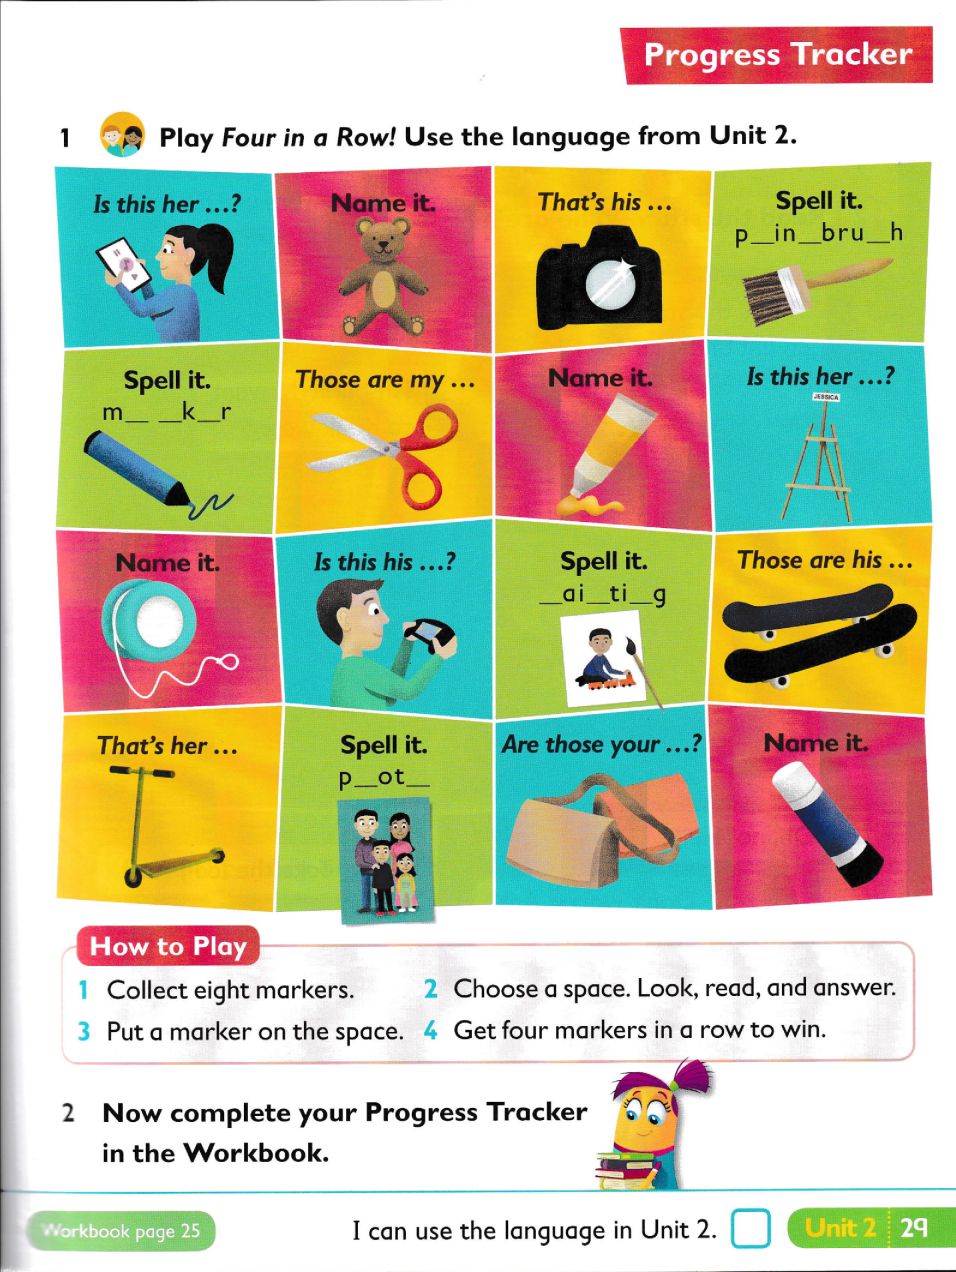 Progress Tracker
1 Play Four in a Row! Use the language from Unit 2.
Is this her ...?
Name it.
That's his ...
Spell it.
p__in__bru__h
Spell it.
m__ __k__r
Those are my ...
Name it.
Is this her ...?
JESSICA
Name it.
Is this his ...?
Spell it.
__ai__ti__g
Those are his ...
That's her ...
Spell it.
p__ot__
Are those your ...?
Name it.
How to Play
1 Collect eight markers.
2 Choose a space. Look, read, and answer.
3 Put a marker on the space.
4 Get four markers in a row to win.
2 Now complete your Progress Tracker
in the Workbook.
Workbook page 25
I can use the language in Unit 2.
Unit 2 29